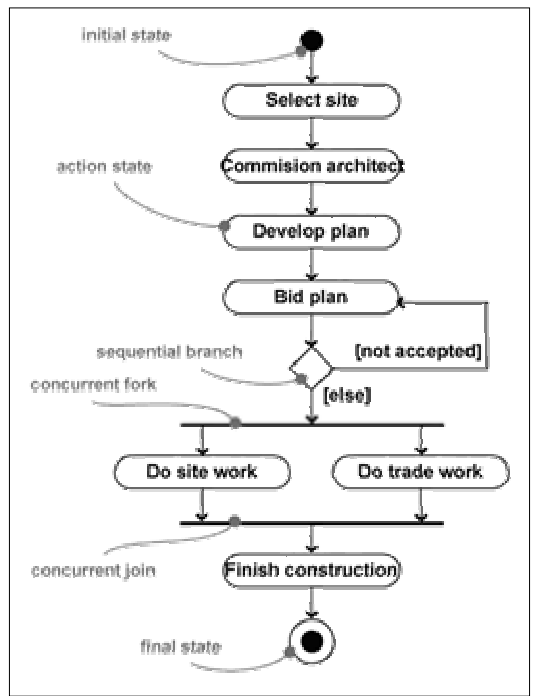 initial state
Select site
action state
Commision architect
Develop plan
Bid plan
sequential branch
[not accepted]
concurrent fork
[else]
Do site work
Do trade work
concurrent join
Finish construction
final state